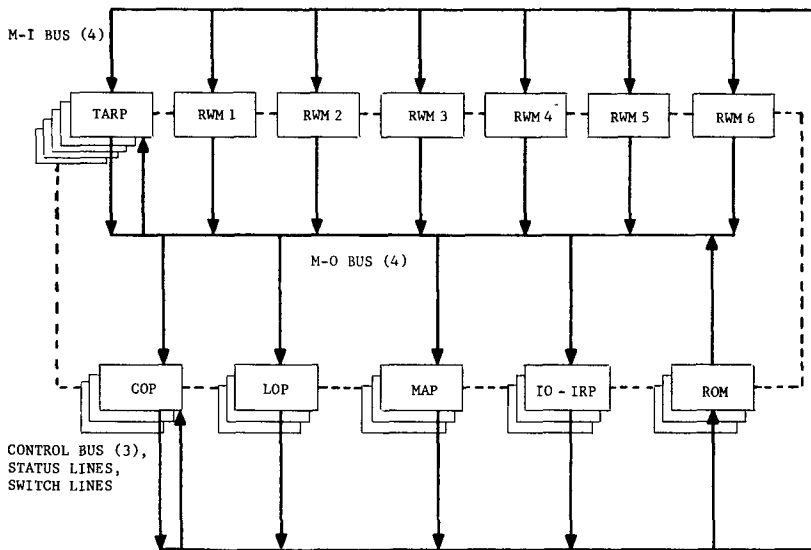 M-I BUS (4)
TARP
RWM 1
RWM 2
RWM 3
RWM 4
RWM 5
RWM 6
M-O BUS (4)
COP
LOP
MAP
IO - IRP
ROM
CONTROL BUS (3),
STATUS LINES,
SWITCH LINES